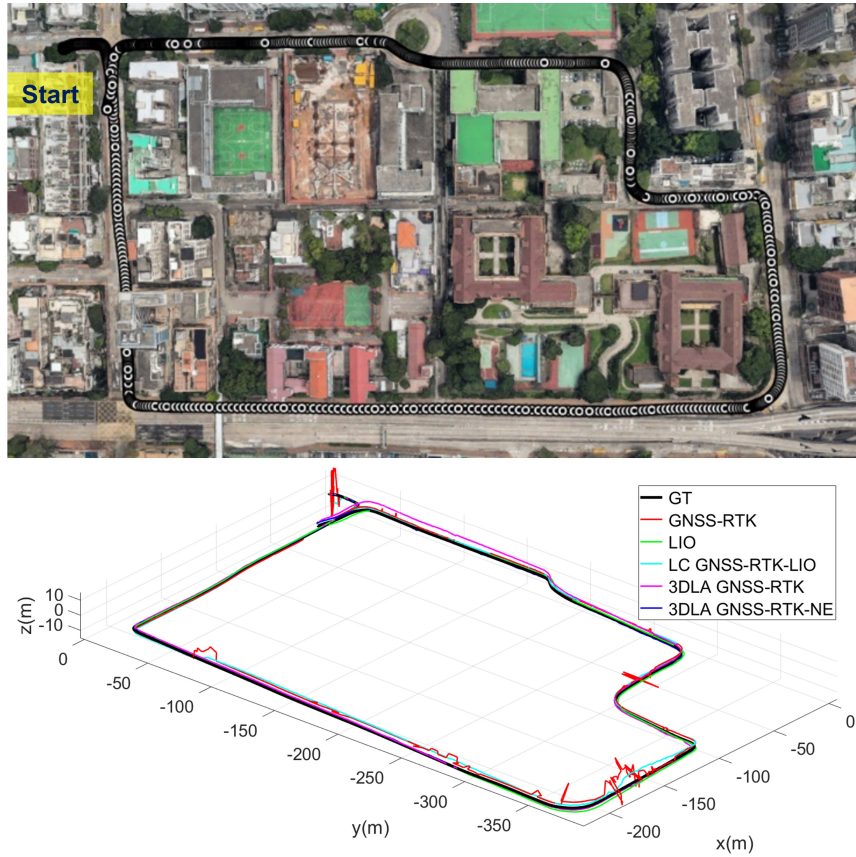 Start
GT
GNSS-RTK
LIO
LC GNSS-RTK-LIO
3DLA GNSS-RTK
3DLA GNSS-RTK-NE
z(m)
10
0
-10
0
-50
-100
-150
-200
-250
-300
-350
y(m)
0
-50
-100
-150
-200
x(m)